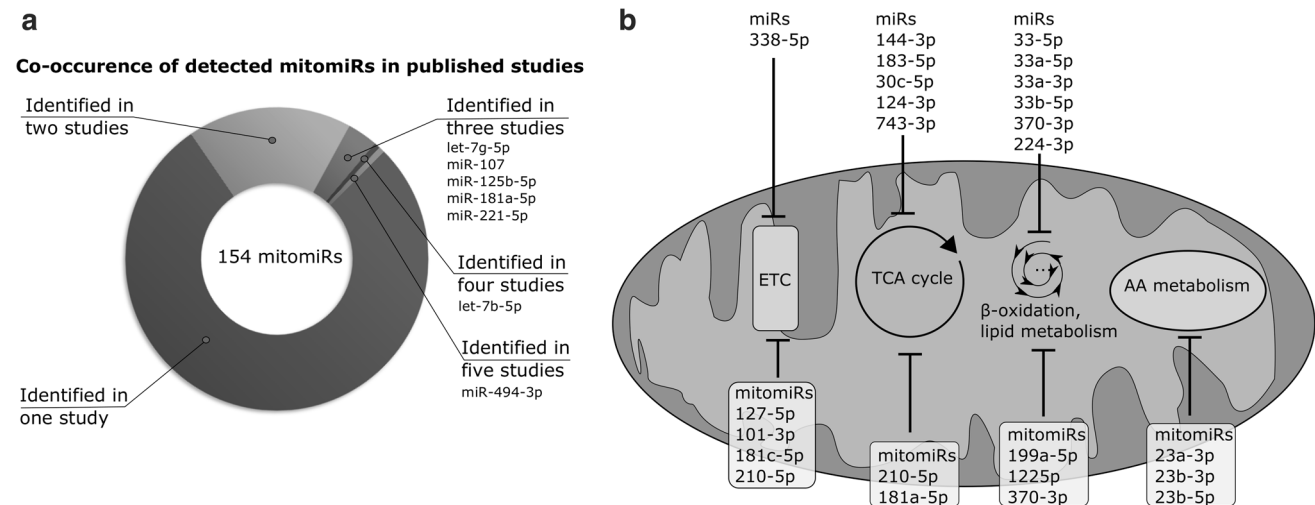 a
Co-occurence of detected mitomiRs in published studies
Identified in
two studies
Identified in
three studies
let-7g-5p
miR-107
miR-125b-5p
miR-181a-5p
miR-221-5p
154 mitomiRs
Identified in
four studies
let-7b-5p
Identified in
five studies
miR-494-3p
Identified in
one study
b
miRs
338-5p
miRs
144-3p
183-5p
30c-5p
124-3p
743-3p
miRs
33-5p
33a-5p
33a-3p
33b-5p
370-3p
224-3p
ETC
TCA cycle
...
β-oxidation,
lipid metabolism
AA metabolism
mitomiRs
127-5p
101-3p
181c-5p
210-5p
mitomiRs
210-5p
181a-5p
mitomiRs
199a-5p
1225p
370-3p
mitomiRs
23a-3p
23b-3p
23b-5p